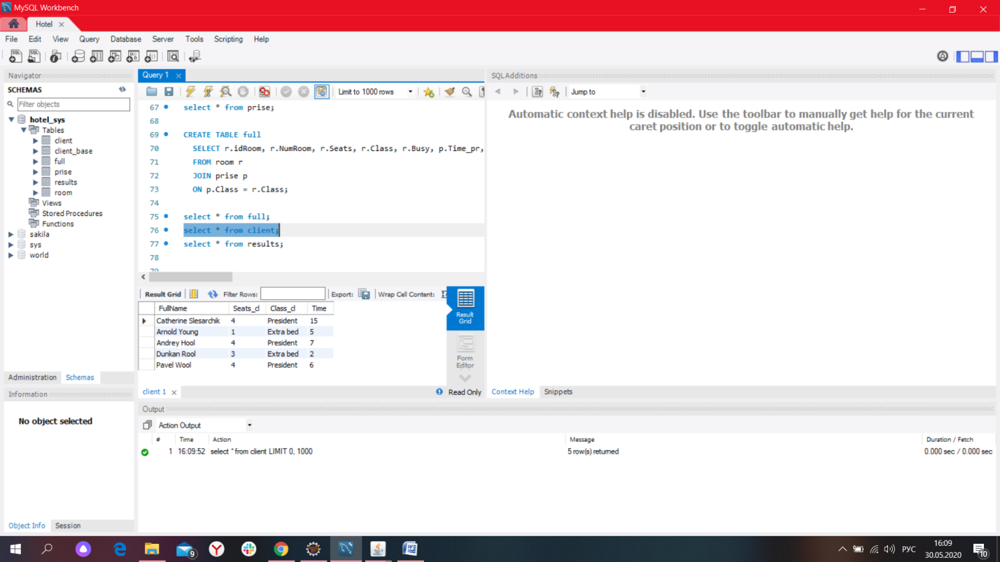 MySQL Workbench
Hotel
File Edit View Query Database Server Tools Scripting Help
Navigator
SCHEMAS
Filter objects
hotel_sys
Tables
client
client_base
full
prise
results
room
Views
Stored Procedures
Functions
sakila
sys
world
Administration Schemas
Information
No object selected
Object Info Session
Query 1
Limit to 1000 rows
67 select * from prise;
68
69 CREATE TABLE full
70 SELECT r.idRoom, r.NumRoom, r.Seats, r.Class, r.Busy, p.Time_pr,
71 FROM room r
72 JOIN prise p
73 ON p.Class = r.Class;
74
75 select * from full;
76 select * from client;
77 select * from results;
78
79
Result Grid Filter Rows: Export: Wrap Cell Content:
FullName Seats_cl Class_cl Time
Catherine Slesarchik 4 President 15
Arnold Young 1 Extra bed 5
Andrey Hool 4 President 7
Dunkan Rool 3 Extra bed 2
Pavel Wool 4 President 6
Result Grid
Form Editor
client 1
Read Only
SQLAdditions
Jump to
Automatic context help is disabled. Use the toolbar to manually get help for the current
caret position or to toggle automatic help.
Context Help Snippets
Output
Action Output
# Time Action Message Duration / Fetch
1 16:09:52 select * from client LIMIT 0, 1000 5 row(s) returned 0.000 sec / 0.000 sec
9
РУС
16:09
30.05.2020
10